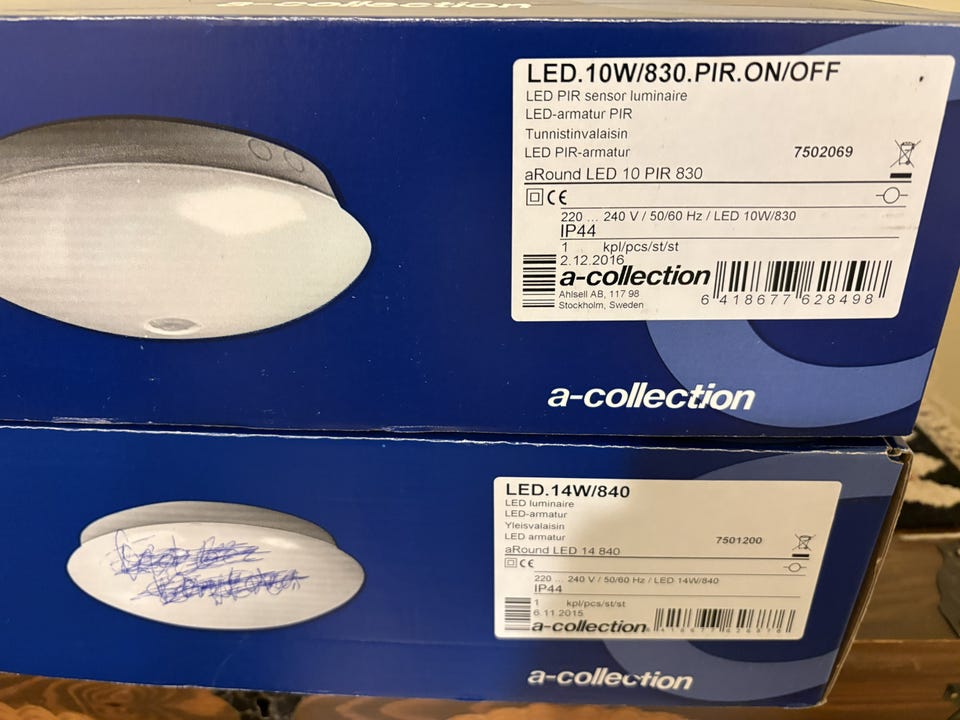 a-collection
LED.10W/830.PIR.ON/OFF
LED PIR sensor luminaire
LED-armatur PIR
Tunnistinvalaisin
LED PIR-armatur 7502069
aRound LED 10 PIR 830
CE
220 ... 240 V / 50/60 Hz / LED 10W/830
IP44
1 kpl/pcs/st/st
2.12.2016
a-collection
Ahlsell AB, 117 98
Stockholm, Sweden
6 418677 628498
a-collection
LED.14W/840
LED luminaire
LED-armatur
Yleisvalaisin
LED armatur 7501200
aRound LED 14 840
CE
220 ... 240 V / 50/60 Hz / LED 14W/840
IP44
1 kpl/pcs/st/st
6.11.2015
a-collection
a-collection